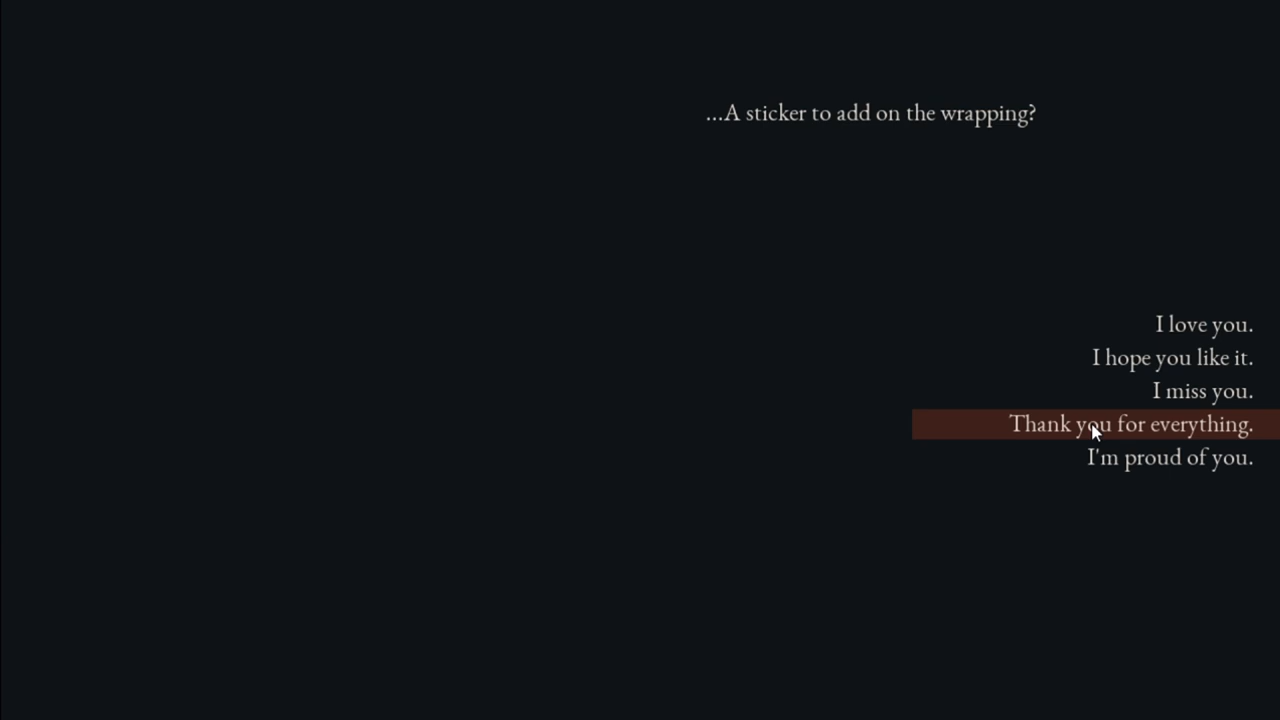 ...A sticker to add on the wrapping?
I love you.
I hope you like it.
I miss you.
Thank you for everything.
I'm proud of you.